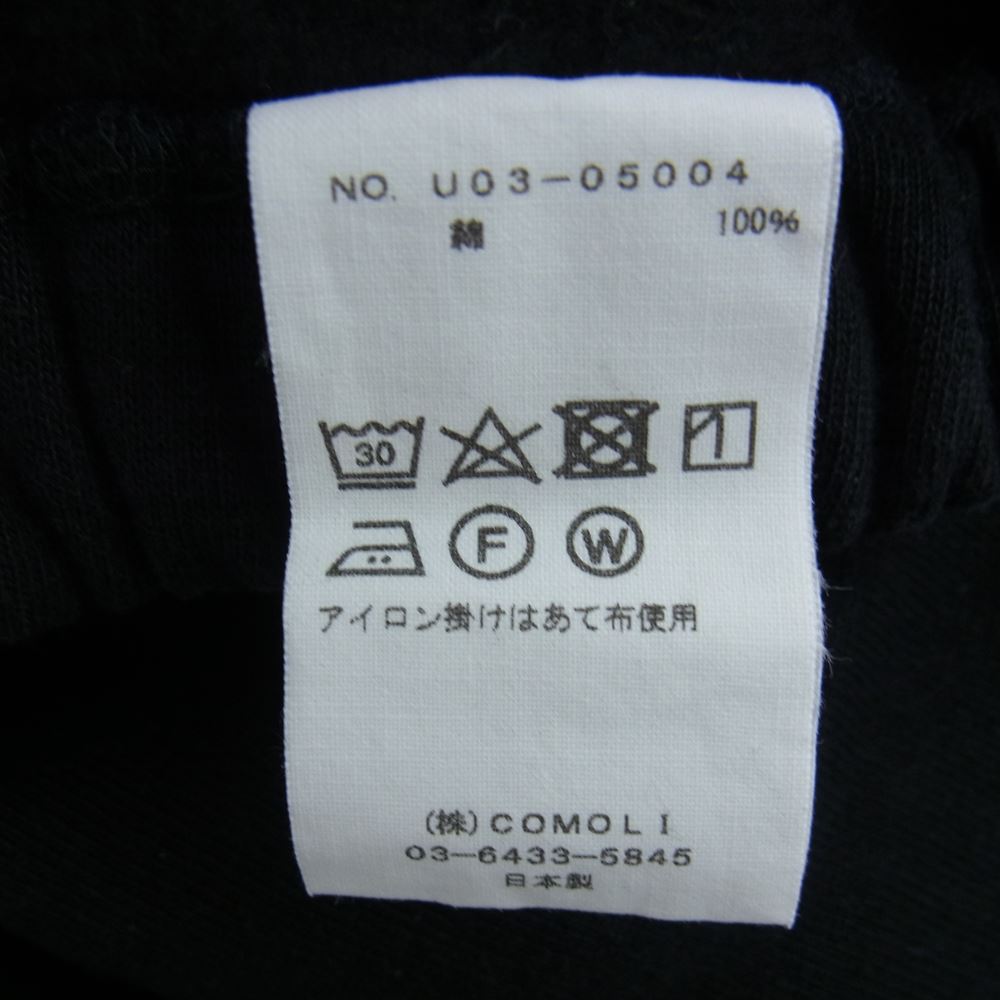 NO. U03-05004
綿 100%
30
F W
アイロン掛けはあて布使用
(株)COMOLI
03-6433-5845
日本製